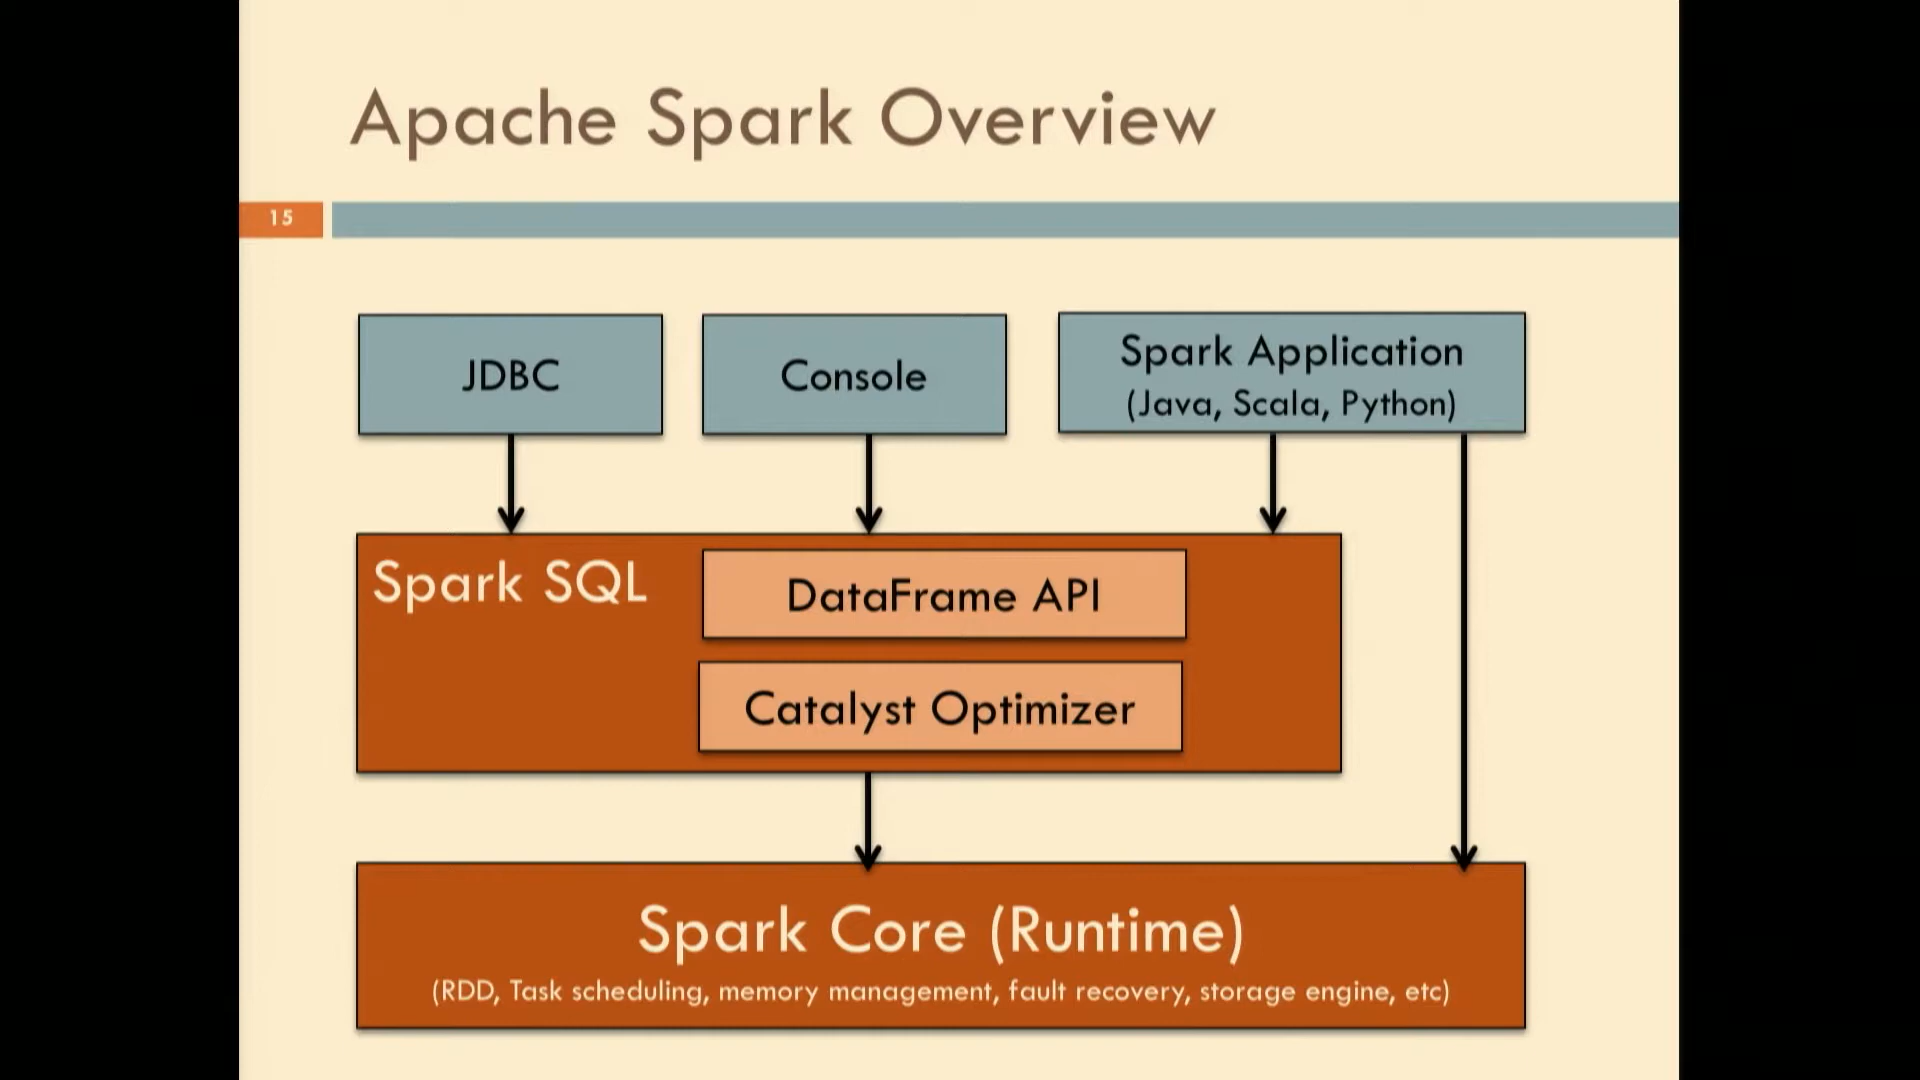 Apache Spark Overview
15
JDBC
Console
Spark Application
(Java, Scala, Python)
Spark SQL
DataFrame API
Catalyst Optimizer
Spark Core (Runtime)
(RDD, Task scheduling, memory management, fault recovery, storage engine, etc)